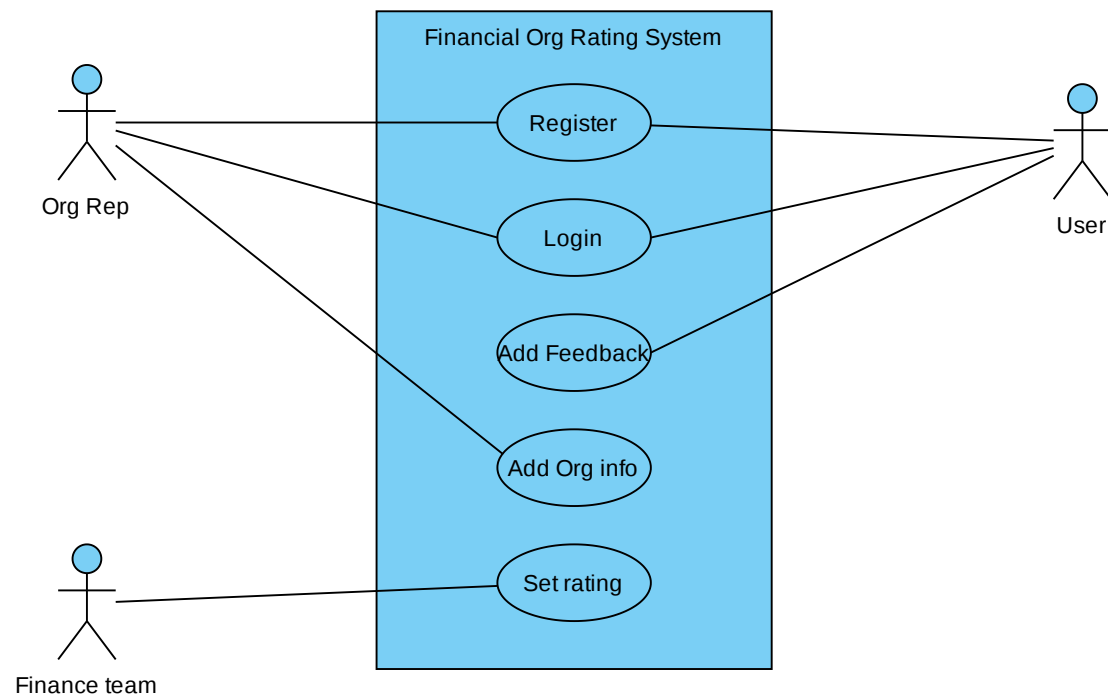 Financial Org Rating System
Register
Org Rep
User
Login
Add Feedback
Add Org info
Set rating
Finance team